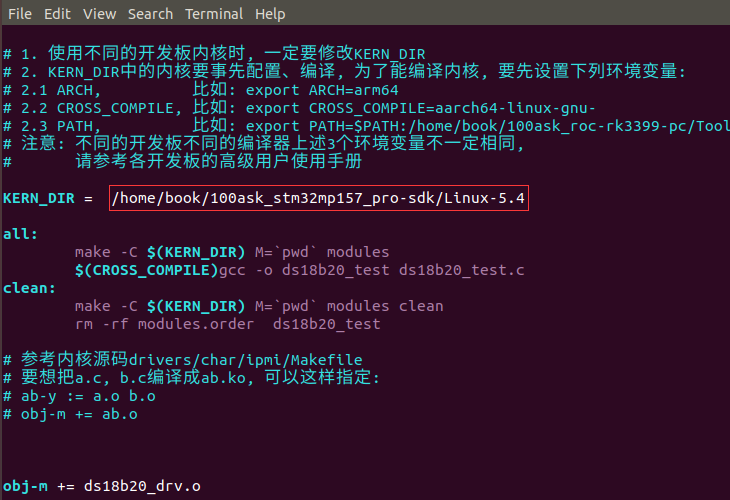 File Edit View Search Terminal Help
# 1. 使用不同的开发板内核时, 一定要修改KERN_DIR
# 2. KERN_DIR中的内核要事先配置、编译, 为了能编译内核, 要先设置下列环境变量:
# 2.1 ARCH,          比如: export ARCH=arm64
# 2.2 CROSS_COMPILE, 比如: export CROSS_COMPILE=aarch64-linux-gnu-
# 2.3 PATH,          比如: export PATH=$PATH:/home/book/100ask_roc-rk3399-pc/Tool
# 注意: 不同的开发板不同的编译器上述3个环境变量不一定相同,
#       请参考各开发板的高级用户使用手册
KERN_DIR =  /home/book/100ask_stm32mp157_pro-sdk/Linux-5.4
all:
        make -C $(KERN_DIR) M=`pwd` modules
        $(CROSS_COMPILE)gcc -o ds18b20_test ds18b20_test.c
clean:
        make -C $(KERN_DIR) M=`pwd` modules clean
        rm -rf modules.order  ds18b20_test
# 参考内核源码drivers/char/ipmi/Makefile
# 要想把a.c, b.c编译成ab.ko, 可以这样指定:
# ab-y := a.o b.o
# obj-m += ab.o
obj-m += ds18b20_drv.o